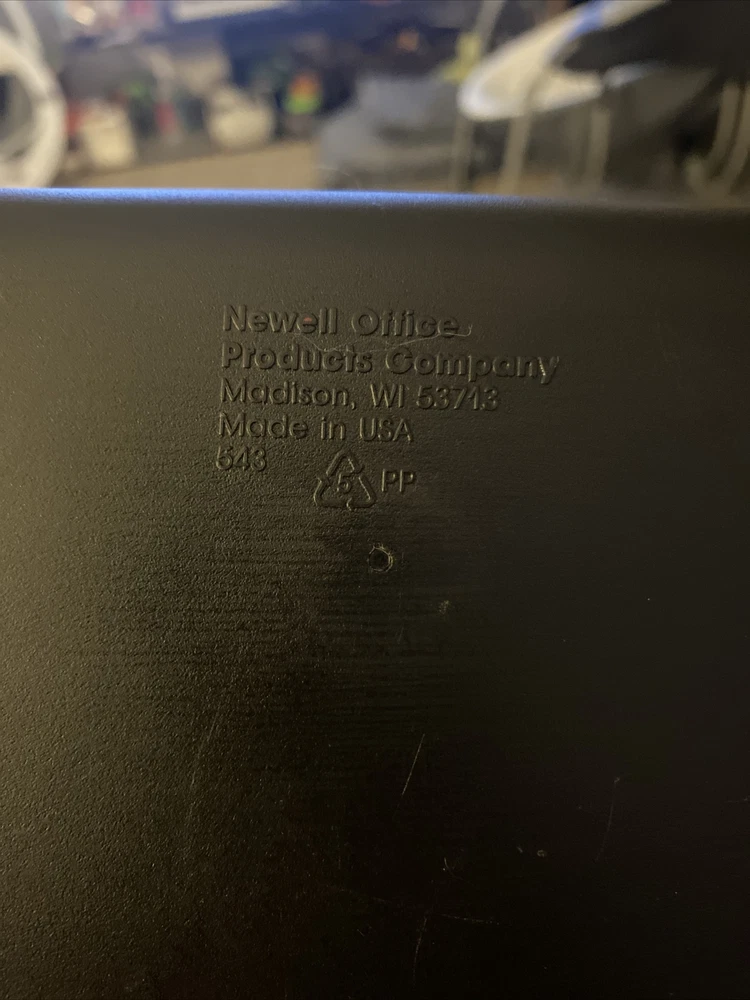 Newell Office
Products Company
Madison, WI 53713
Made in USA
543
5 PP